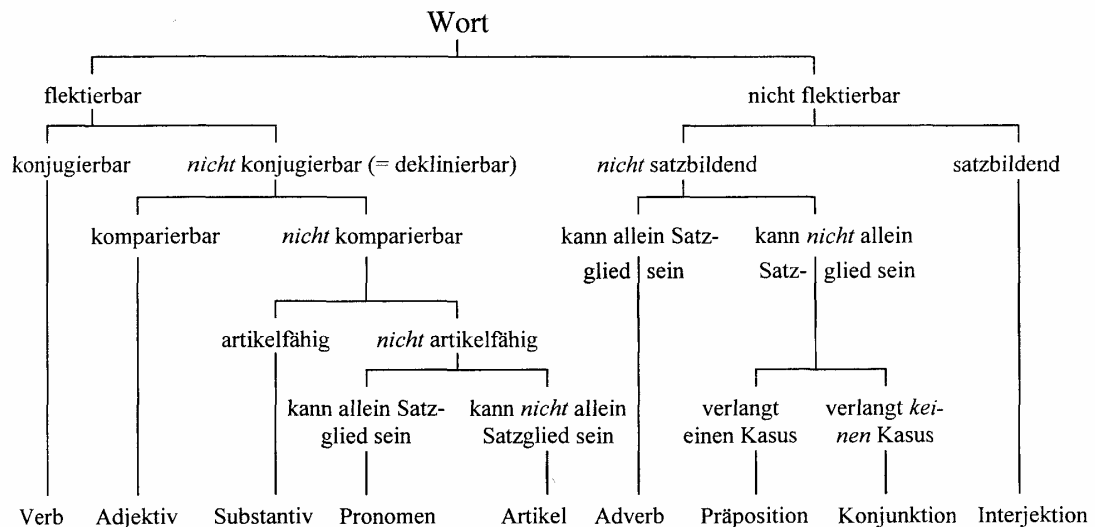 Wort
flektierbar nicht flektierbar
konjugierbar nicht konjugierbar (= deklinierbar) nicht satzbildend satzbildend
komparierbar nicht komparierbar kann allein Satz- kann nicht allein
glied sein Satz- glied sein
artikelfähig nicht artikelfähig
kann allein Satz- kann nicht allein verlangt verlangt kei-
glied sein Satzglied sein einen Kasus nen Kasus
Verb Adjektiv Substantiv Pronomen Artikel Adverb Präposition Konjunktion Interjektion